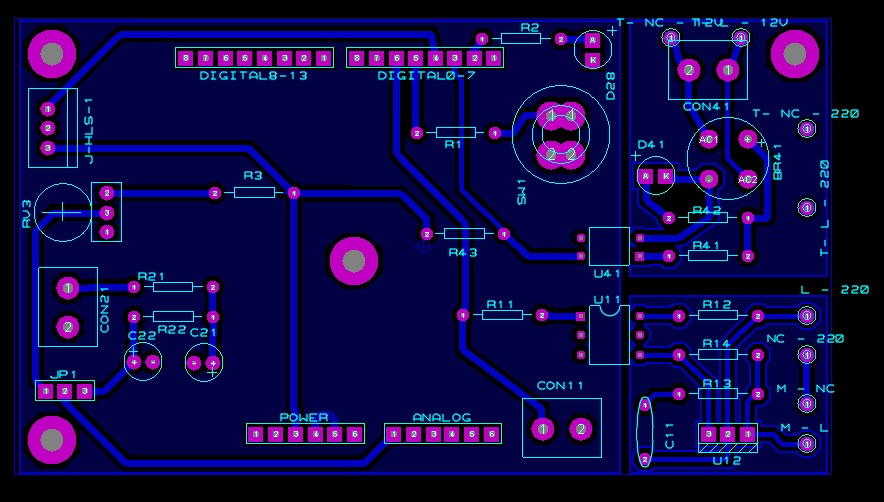 T- NC - 12V
T- L - 12V
R2
DIGITAL8-13
DIGITAL0-7
D28
CON41
T- NC - 220
J-HLS-1
R1
D41
AC1
BR41
AC2
SW1
R3
RV3
T- L - 220
R42
R43
R41
U41
R21
CON21
L - 220
U11
R11
R12
R22
C22
C21
NC - 220
R14
JP1
CON11
R13
M - NC
POWER
ANALOG
C11
M - L
U12